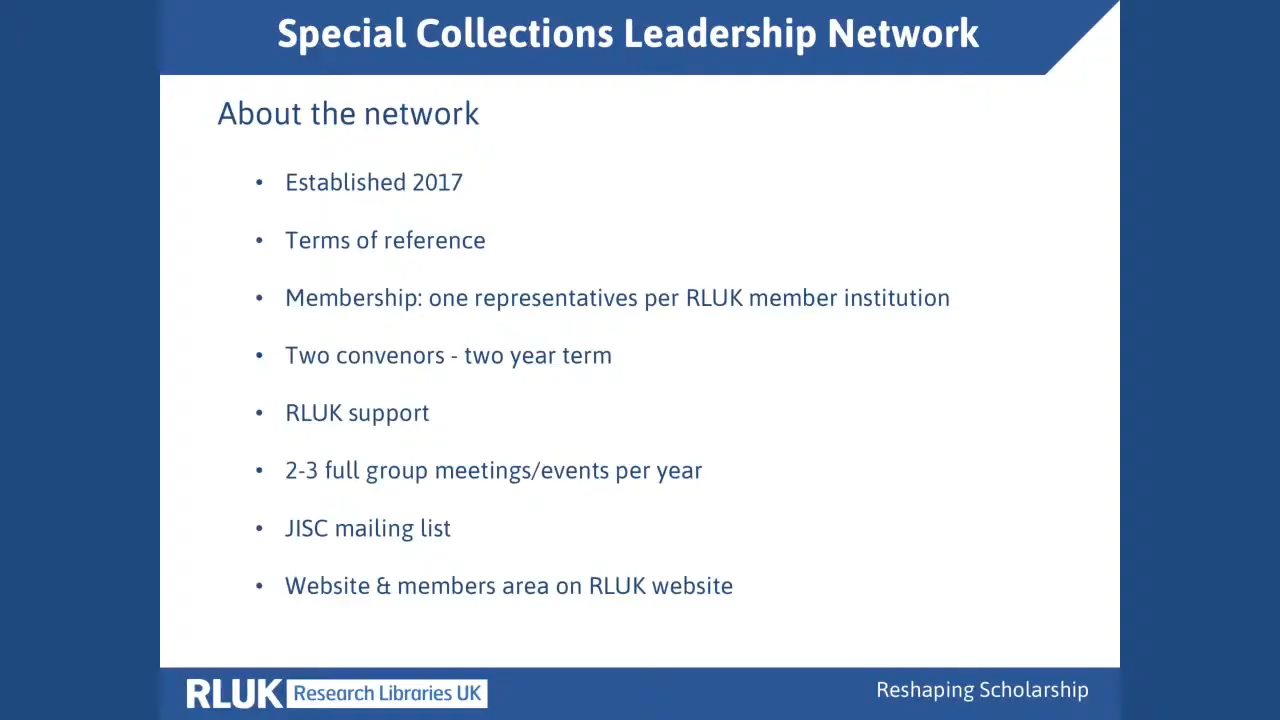 Special Collections Leadership Network
About the network
• Established 2017
• Terms of reference
• Membership: one representatives per RLUK member institution
• Two convenors - two year term
• RLUK support
• 2-3 full group meetings/events per year
• JISC mailing list
• Website & members area on RLUK website
RLUK Research Libraries UK
Reshaping Scholarship